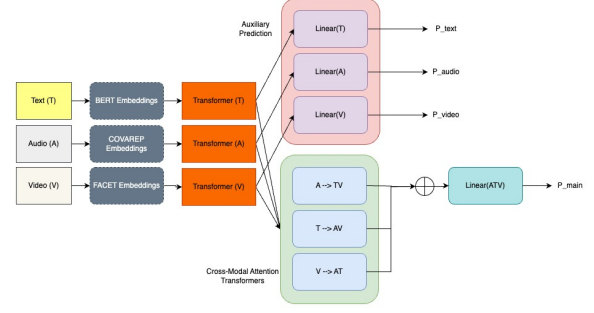 Auxiliary
Prediction
Linear(T)
P_text
Linear(A)
P_audio
Linear(V)
P_video
Text (T)
BERT Embeddings
Transformer (T)
Audio (A)
COVAREP
Embeddings
Transformer (A)
Video (V)
FACET Embeddings
Transformer (V)
A --> TV
T --> AV
V --> AT
Linear(ATV)
P_main
Cross-Modal Attention
Transformers